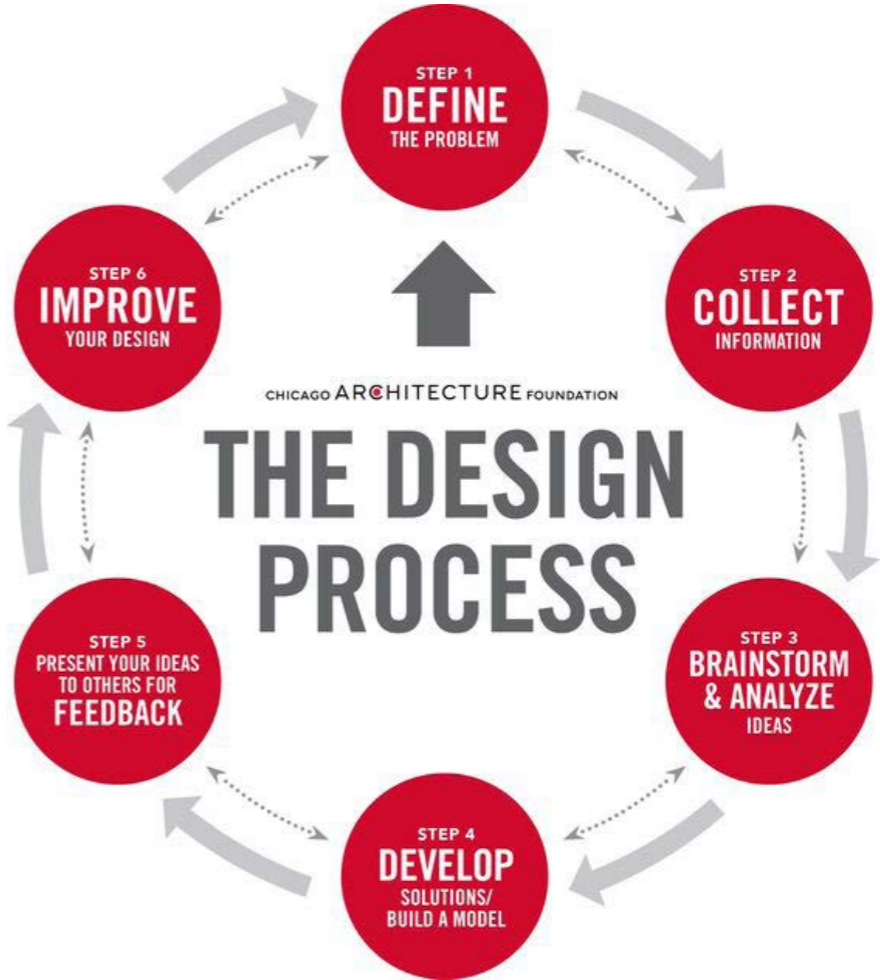 STEP 1
DEFINE
THE PROBLEM
STEP 2
COLLECT
INFORMATION
STEP 3
BRAINSTORM
& ANALYZE
IDEAS
STEP 4
DEVELOP
SOLUTIONS/
BUILD A MODEL
STEP 5
PRESENT YOUR IDEAS
TO OTHERS FOR
FEEDBACK
STEP 6
IMPROVE
YOUR DESIGN
CHICAGO ARCHITECTURE FOUNDATION
THE DESIGN
PROCESS